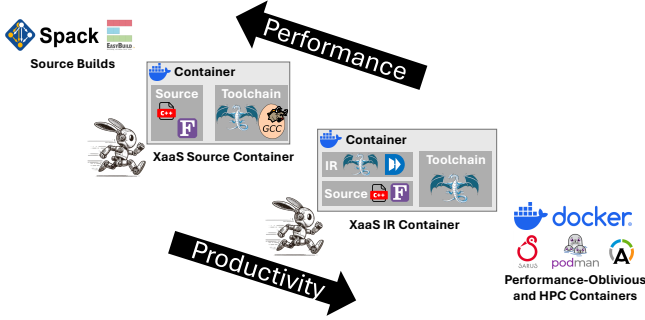 Spack
EASYBUILD
Source Builds
Performance
Container
Source
Toolchain
C++
F
GCC
XaaS Source Container
Container
IR
Toolchain
Source
C++
F
XaaS IR Container
Productivity
docker
SARUS
podman
Performance-Oblivious
and HPC Containers